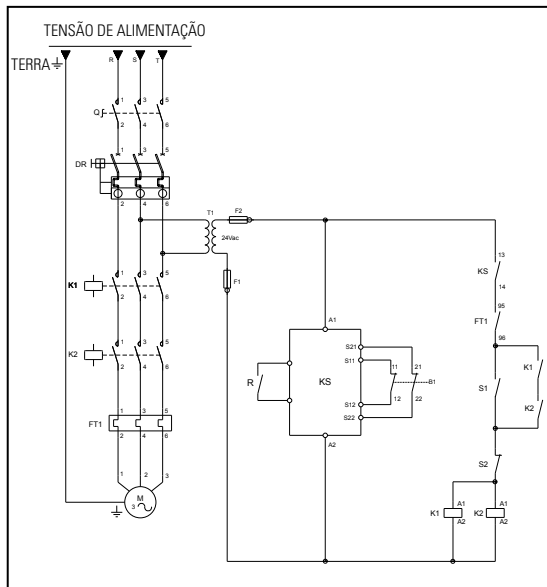 TENSÃO DE ALIMENTAÇÃO
TERRA
R S T
1 3 5
Q
2 4 6
1 3 5
DR
2 4 6
T1
F2
24Vac
F1
1 3 5
K1
2 4 6
1 3 5
K2
2 4 6
1 3 5
FT1
2 4 6
1 2 3
M
3
A1
S21
S11
11 21
R
KS
S1
S12
12 22
S22
A2
13
KS
14
95
FT1
96
K1
S1
K2
S2
K1 A1
A2
K2 A1
A2